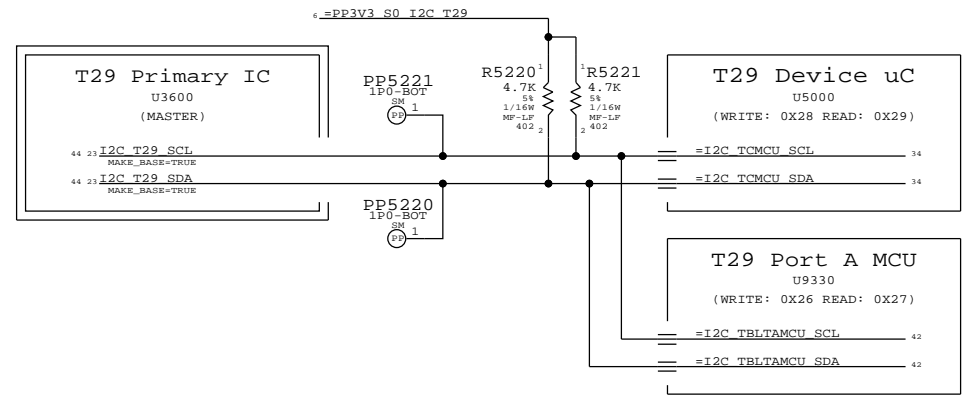 6 =PP3V3_S0_I2C_T29
T29 Primary IC
U3600
(MASTER)
44 23 I2C_T29_SCL
MAKE_BASE=TRUE
44 23 I2C_T29_SDA
MAKE_BASE=TRUE
PP5221
1P0-BOT
SM
PP 1
PP5220
1P0-BOT
SM
PP 1
R5220 1
4.7K
5%
1/16W
MF-LF
402 2
1 R5221
4.7K
5%
1/16W
MF-LF
2 402
T29 Device uC
U5000
(WRITE: 0X28 READ: 0X29)
=I2C_TCMCU_SCL 34
=I2C_TCMCU_SDA 34
T29 Port A MCU
U9330
(WRITE: 0X26 READ: 0X27)
=I2C_TBLTAMCU_SCL 42
=I2C_TBLTAMCU_SDA 42